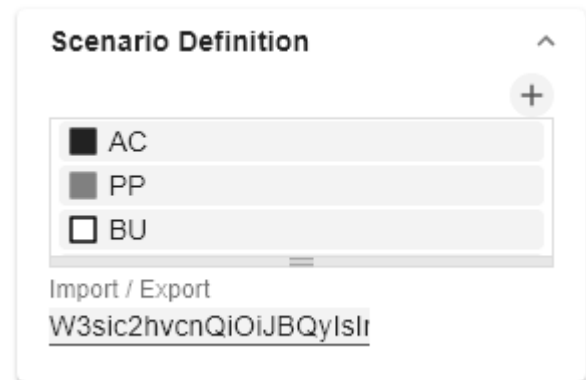 Scenario Definition
+
AC
PP
BU
Import / Export
W3sic2hvcnQiOiJBQyIsI